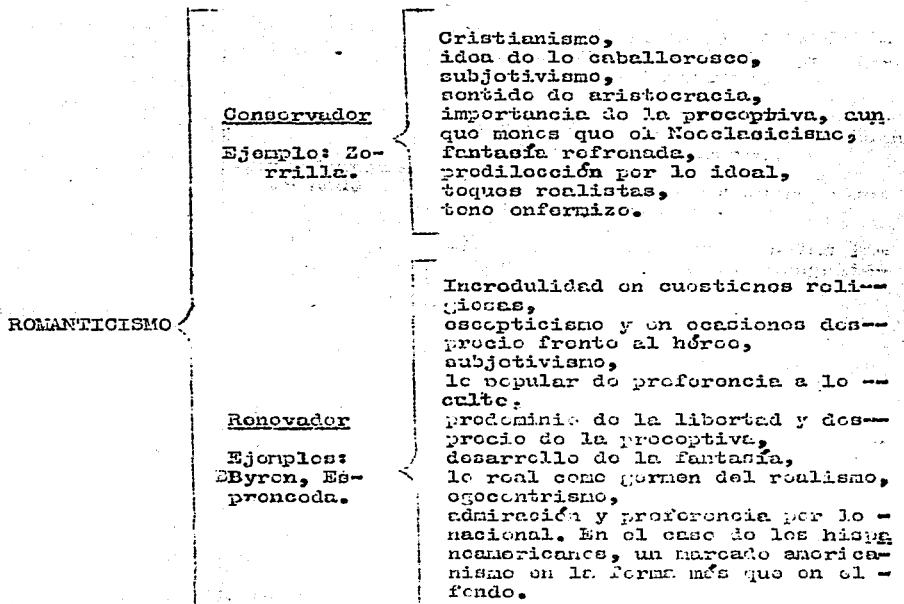 Cristianismo,
idea de lo caballeresco,
subjetivismo,
sentido de aristocracia,
Conservador
importancia de la preceptiva, aun
que menos que el Neoclasicismo,
Ejemplo: Zo-
fantasía refrenada,
rrilla.
predilección por lo ideal,
toques realistas,
tono enfermizo.
ROMANTICISMO
Incredulidad en cuestiones reli--
giosas,
escepticismo y en ocasiones des--
precio frente al héroe,
subjetivismo,
lo popular de preferencia a lo --
culto,
Renovador
predominio de la libertad y des--
precio de la preceptiva,
Ejemplos:
desarrollo de la fantasía,
Byron, Es-
lo real como germen del realismo,
pronceda.
egocentrismo,
admiración y preferencia por lo -
nacional. En el caso de los hispa
noamericanos, un marcado america-
nismo en la forma más que en el -
fondo.